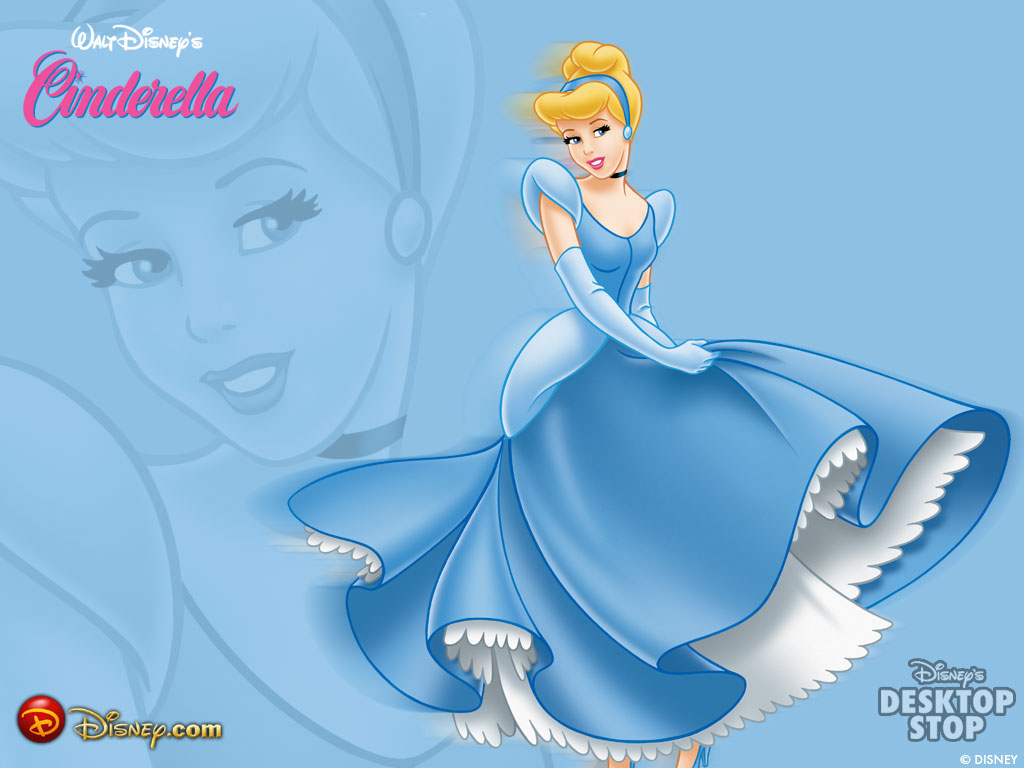 Walt Disney's
Cinderella
D Disney.com
Disney's
DESKTOP
STOP
© DISNEY